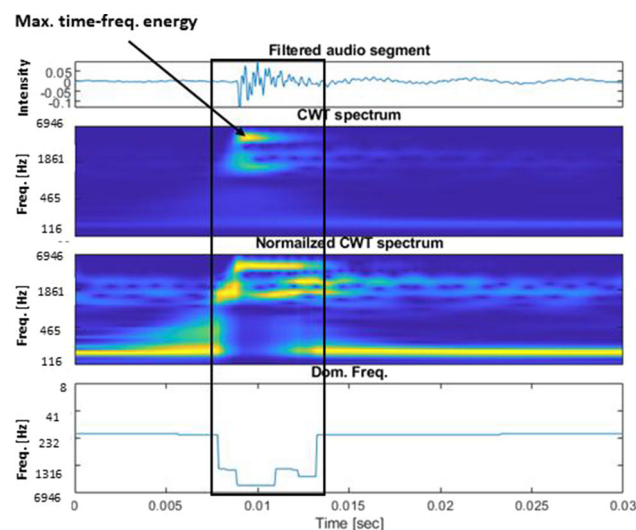 Max. time-freq. energy
Filtered audio segment
Intensity
0.05
0
-0.05
-0.1
CWT spectrum
Freq. [Hz]
6946
1861
465
116
Normailzed CWT spectrum
Freq. [Hz]
6946
1861
465
116
Dom. Freq.
Freq. [Hz]
8
41
232
1316
6946
0 0.005 0.01 0.015 0.02 0.025 0.03
Time [sec]